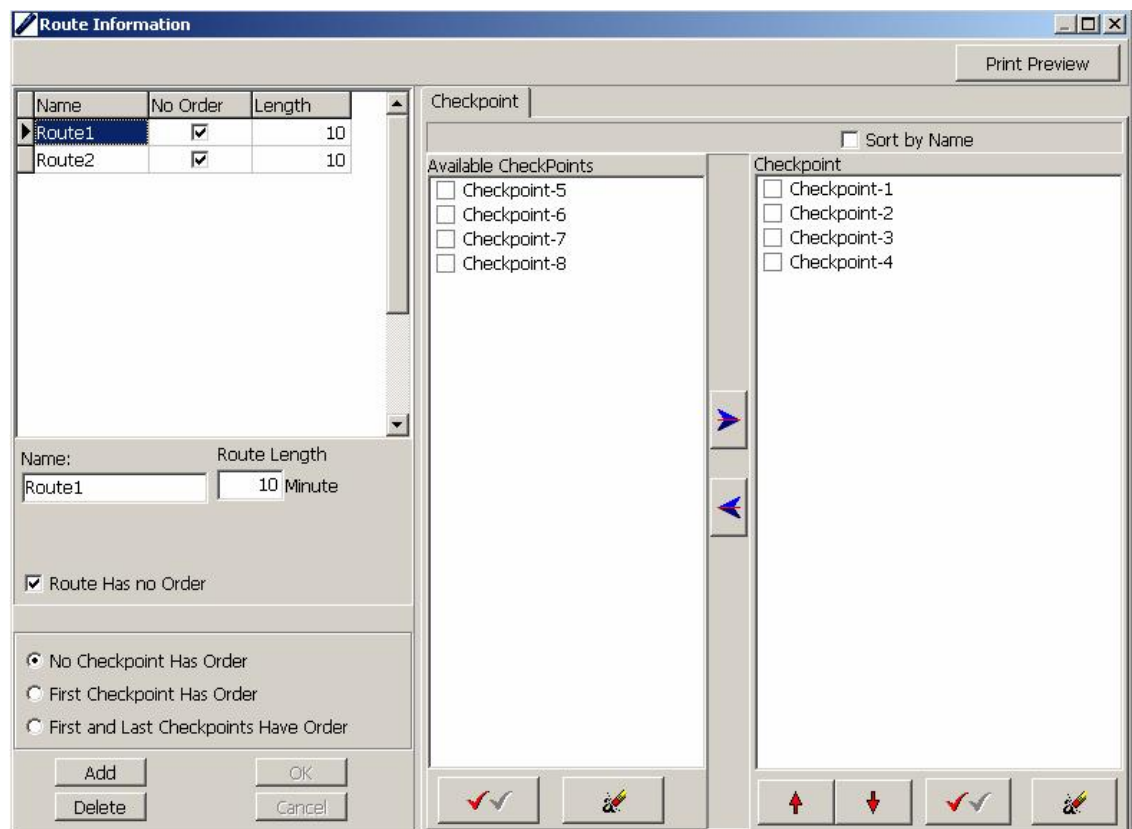 Route Information
Print Preview
Name No Order Length
Route1 10
Route2 10
Name: Route Length
Route1 10 Minute
Route Has no Order
No Checkpoint Has Order
First Checkpoint Has Order
First and Last Checkpoints Have Order
Add OK
Delete Cancel
Checkpoint
Sort by Name
Available CheckPoints
Checkpoint-5
Checkpoint-6
Checkpoint-7
Checkpoint-8
Checkpoint
Checkpoint-1
Checkpoint-2
Checkpoint-3
Checkpoint-4